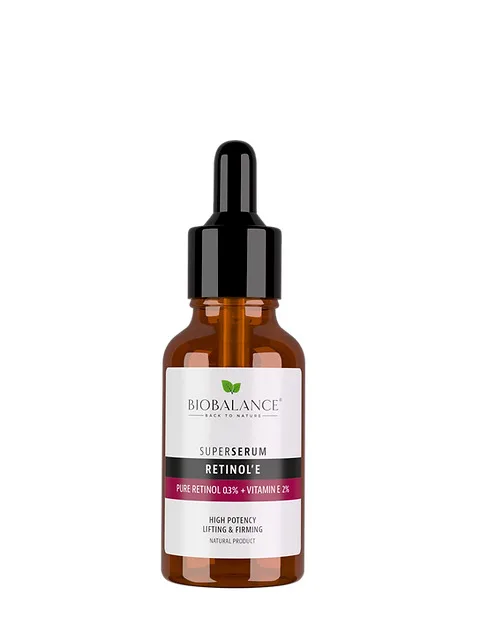 BIOBALANCE®
BACK TO NATURE
SUPERSERUM
RETINOL'E
PURE RETINOL 0.3% + VITAMIN E 2%
HIGH POTENCY
LIFTING & FIRMING
NATURAL PRODUCT